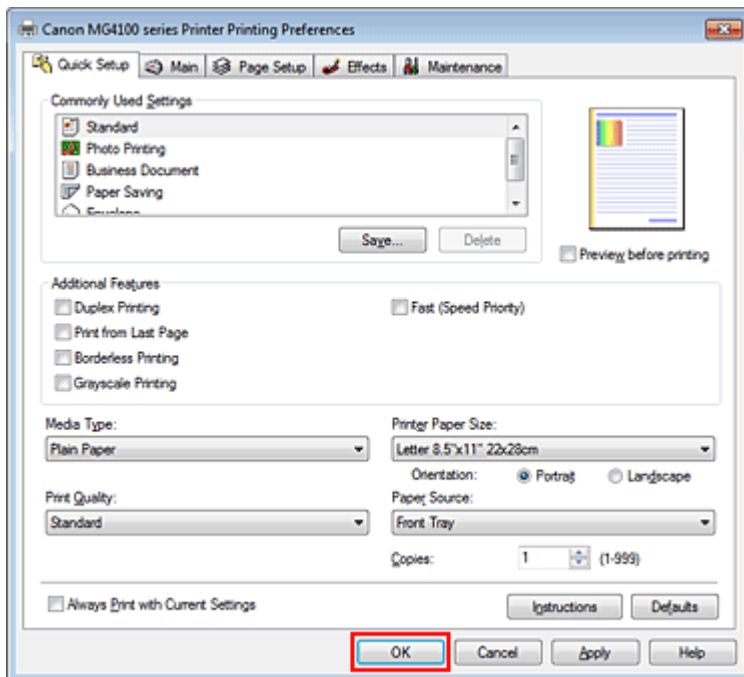 Canon MG4100 series Printer Printing Preferences
Quick Setup Main Page Setup Effects Maintenance
Commonly Used Settings
Standard
Photo Printing
Business Document
Paper Saving
Envelope
Save... Delete
Preview before printing
Additional Features
Duplex Printing Fast (Speed Priority)
Print from Last Page
Borderless Printing
Grayscale Printing
Media Type: Printer Paper Size:
Plain Paper Letter 8.5"x11" 22x28cm
Orientation: Portrait Landscape
Print Quality: Paper Source:
Standard Front Tray
Copies: 1 (1-999)
Always Print with Current Settings Instructions Defaults
OK Cancel Apply Help